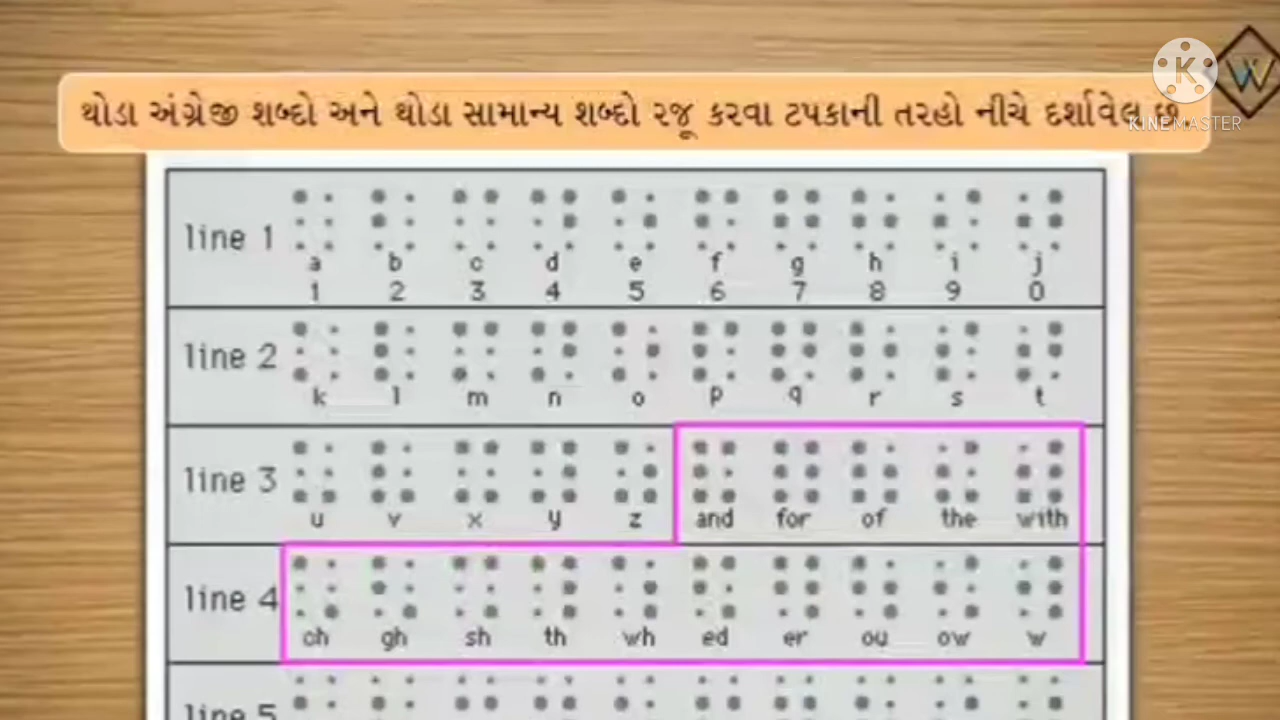 થોડા અંગ્રેજી શબ્દો અને થોડા સામાન્ય શબ્દો રજૂ કરવા ટપકાની તરહો નીચે દર્શાવેલ છે
KINEMASTER
line 1
a b c d e f g h i j
1 2 3 4 5 6 7 8 9 0
line 2
k l m n o p q r s t
line 3
u v x y z and for of the with
line 4
ch gh sh th wh ed er ou ow w
line 5